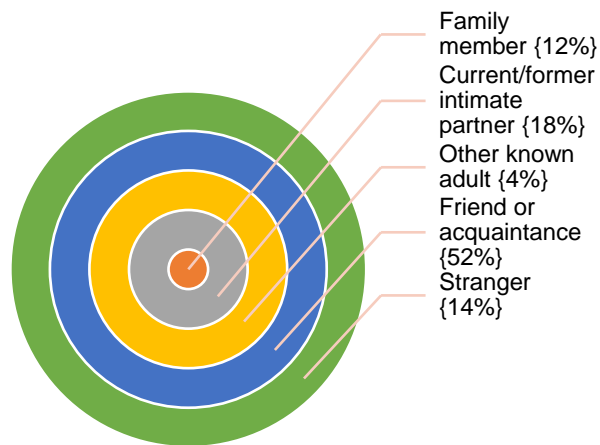 Family
member {12%}
Current/former
intimate
partner {18%}
Other known
adult {4%}
Friend or
acquaintance
{52%}
Stranger
{14%}